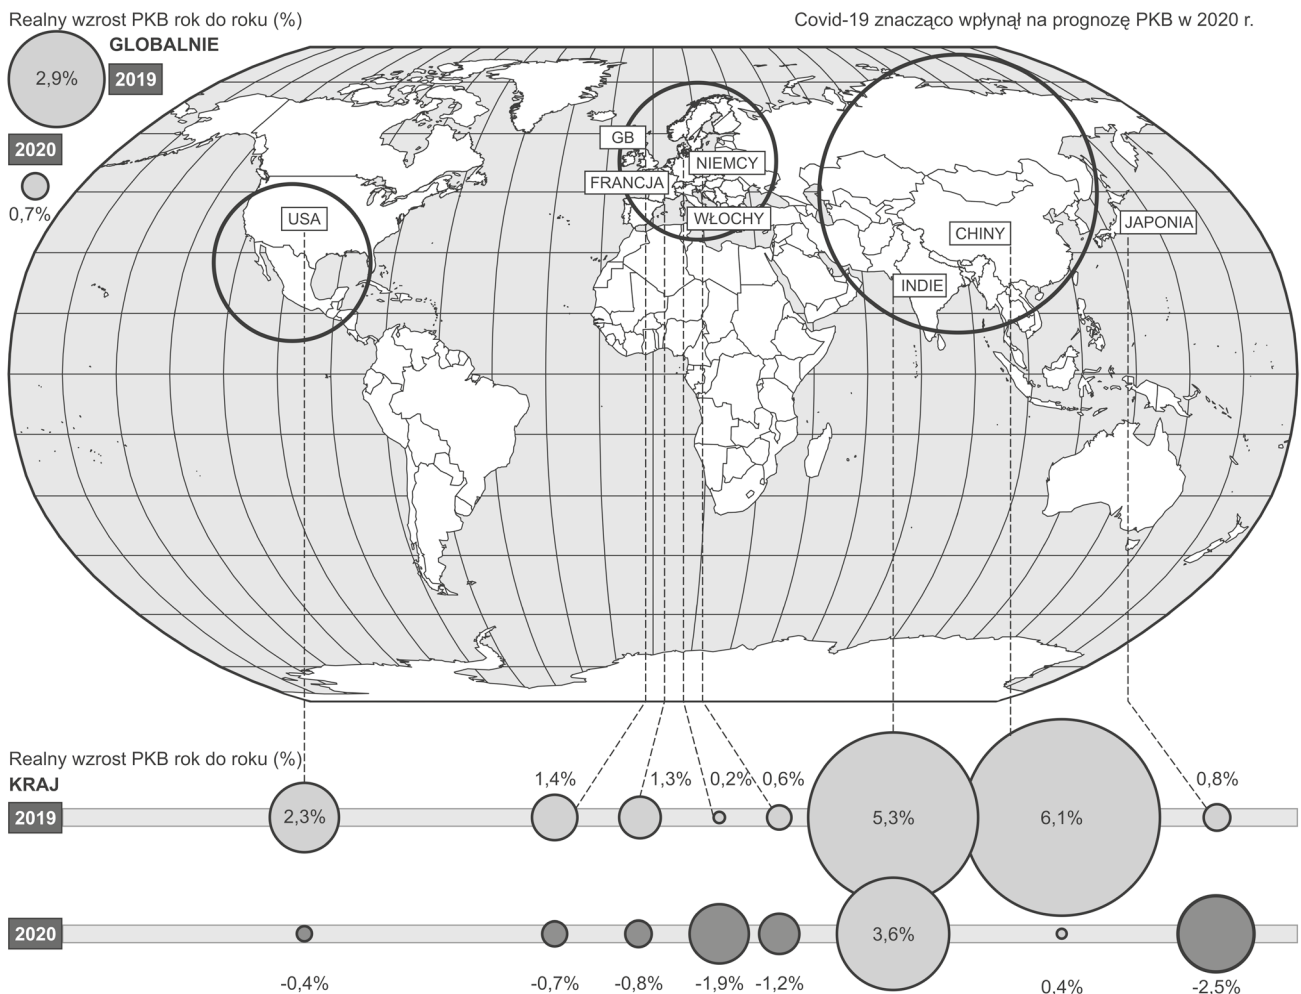 Realny wzrost PKB rok do roku (%)
Covid-19 znacząco wpłynął na prognozę PKB w 2020 r.
GLOBALNIE
2,9%
2019
2020
0,7%
GB
NIEMCY
FRANCJA
USA
WŁOCHY
CHINY
JAPONIA
INDIE
Realny wzrost PKB rok do roku (%)
KRAJ
1,4%
1,3%
0,2%
0,6%
0,8%
2019
2,3%
5,3%
6,1%
2020
3,6%
-0,4%
-0,7%
-0,8%
-1,9%
-1,2%
0.4%
-2.5%